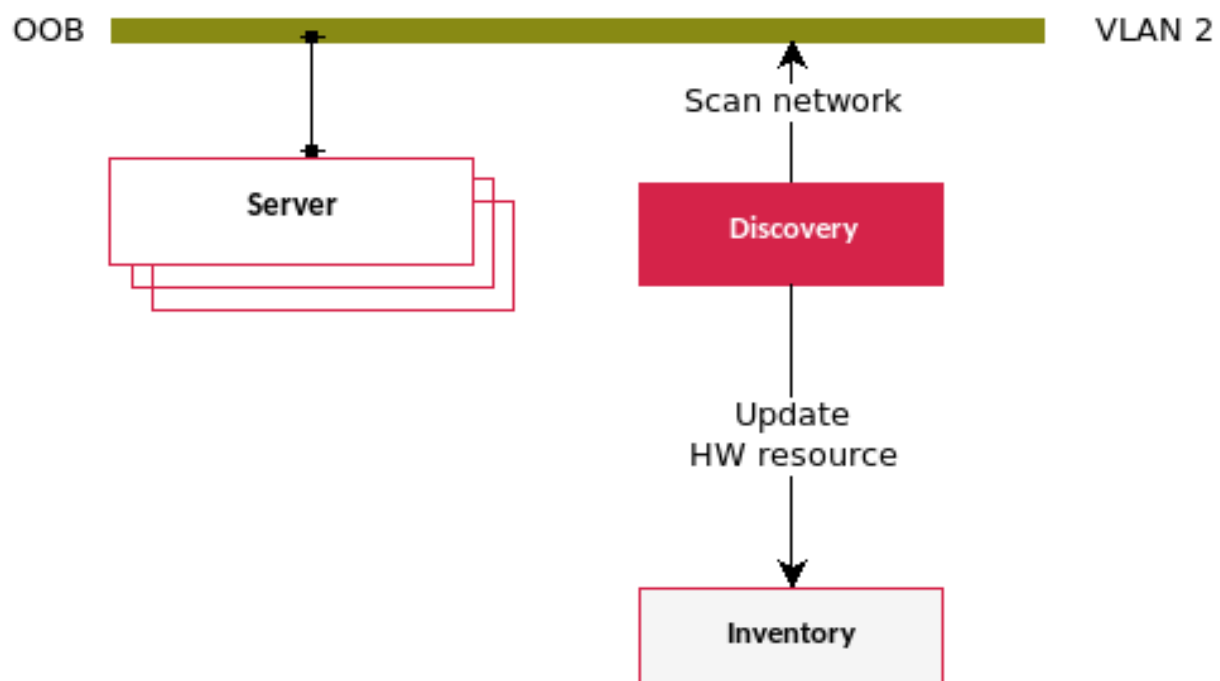 OOB
VLAN 2
Scan network
Server
Discovery
Update
HW resource
Inventory